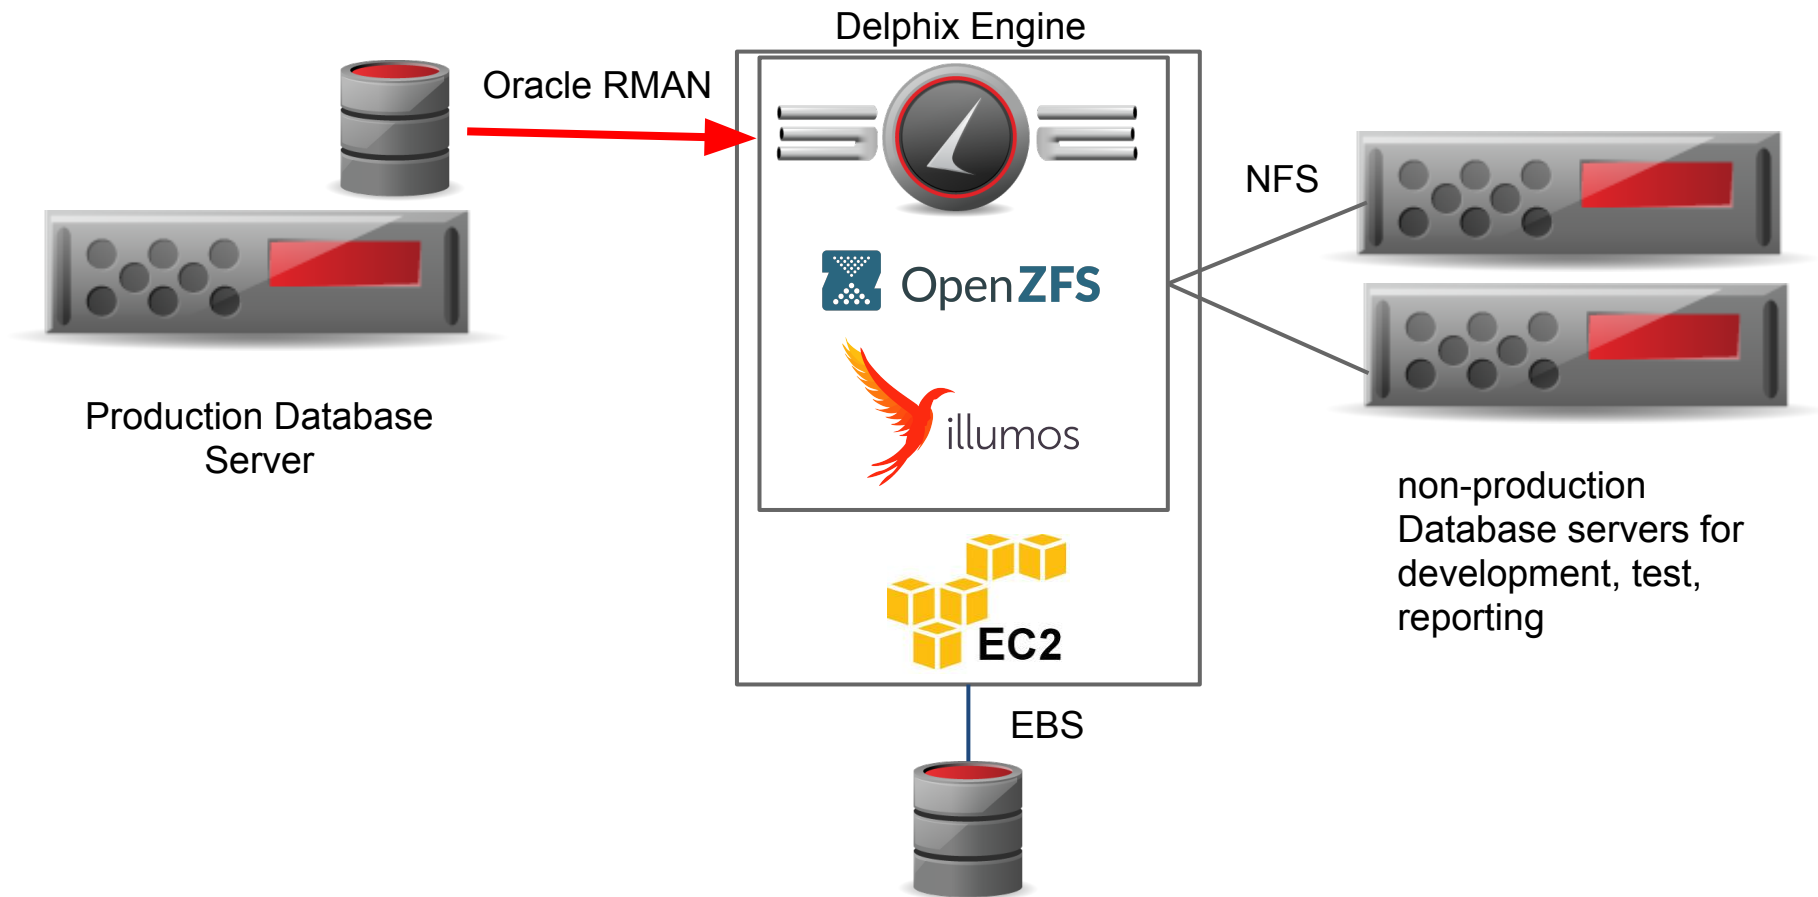 Delphix Engine
Oracle RMAN
NFS
OpenZFS
illumos
Production Database
Server
non-production
Database servers for
development, test,
reporting
EC2
EBS